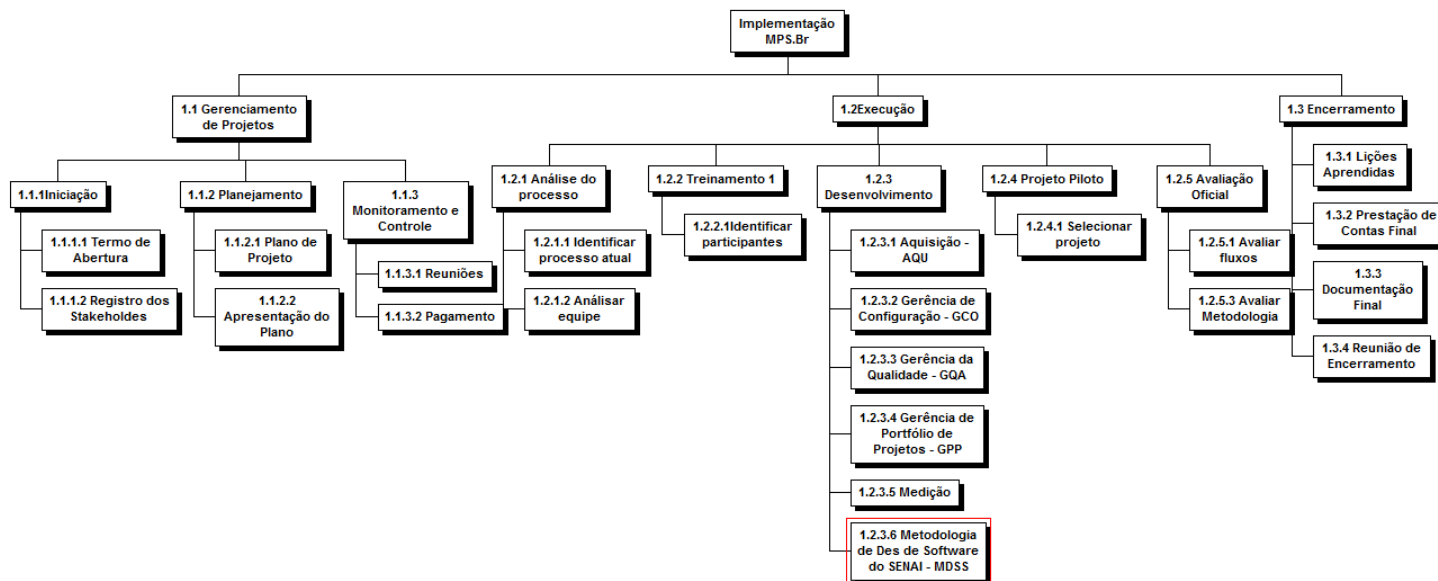 Implementação
MPS.Br
1.1 Gerenciamento
de Projetos
1.2Execução
1.3 Encerramento
1.1.1Iniciação
1.1.1.1 Termo de
Abertura
1.1.1.2 Registro dos
Stakeholdes
1.1.2 Planejamento
1.1.2.1 Plano de
Projeto
1.1.2.2
Apresentação do
Plano
1.1.3
Monitoramento e
Controle
1.1.3.1 Reuniões
1.1.3.2 Pagamento
1.2.1 Análise do
processo
1.2.1.1 Identificar
processo atual
1.2.1.2 Análisar
equipe
1.2.2 Treinamento 1
1.2.2.1Identificar
participantes
1.2.3
Desenvolvimento
1.2.3.1 Aquisição -
AQU
1.2.3.2 Gerência de
Configuração - GCO
1.2.3.3 Gerência da
Qualidade - GQA
1.2.3.4 Gerência de
Portfólio de
Projetos - GPP
1.2.3.5 Medição
1.2.3.6 Metodologia
de Des de Software
do SENAI - MDSS
1.2.4 Projeto Piloto
1.2.4.1 Selecionar
projeto
1.2.5 Avaliação
Oficial
1.2.5.1 Avaliar
fluxos
1.2.5.3 Avaliar
Metodologia
1.3.1 Lições
Aprendidas
1.3.2 Prestação de
Contas Final
1.3.3
Documentação
Final
1.3.4 Reunião de
Encerramento